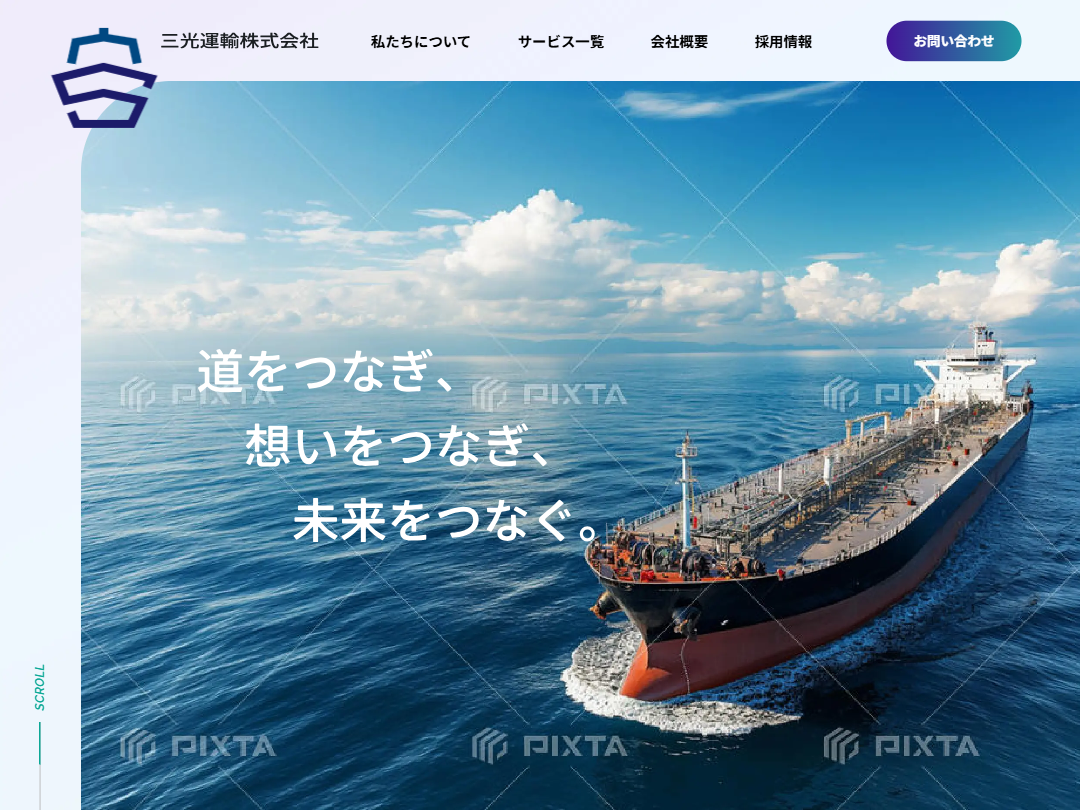 三光運輸株式会社
私たちについて
サービス一覧
会社概要
採用情報
お問い合わせ
道をつなぎ、
想いをつなぎ、
未来をつなぐ。
PIXTA PIXTA PIXTA
SCROLL
PIXTA PIXTA PIXTA